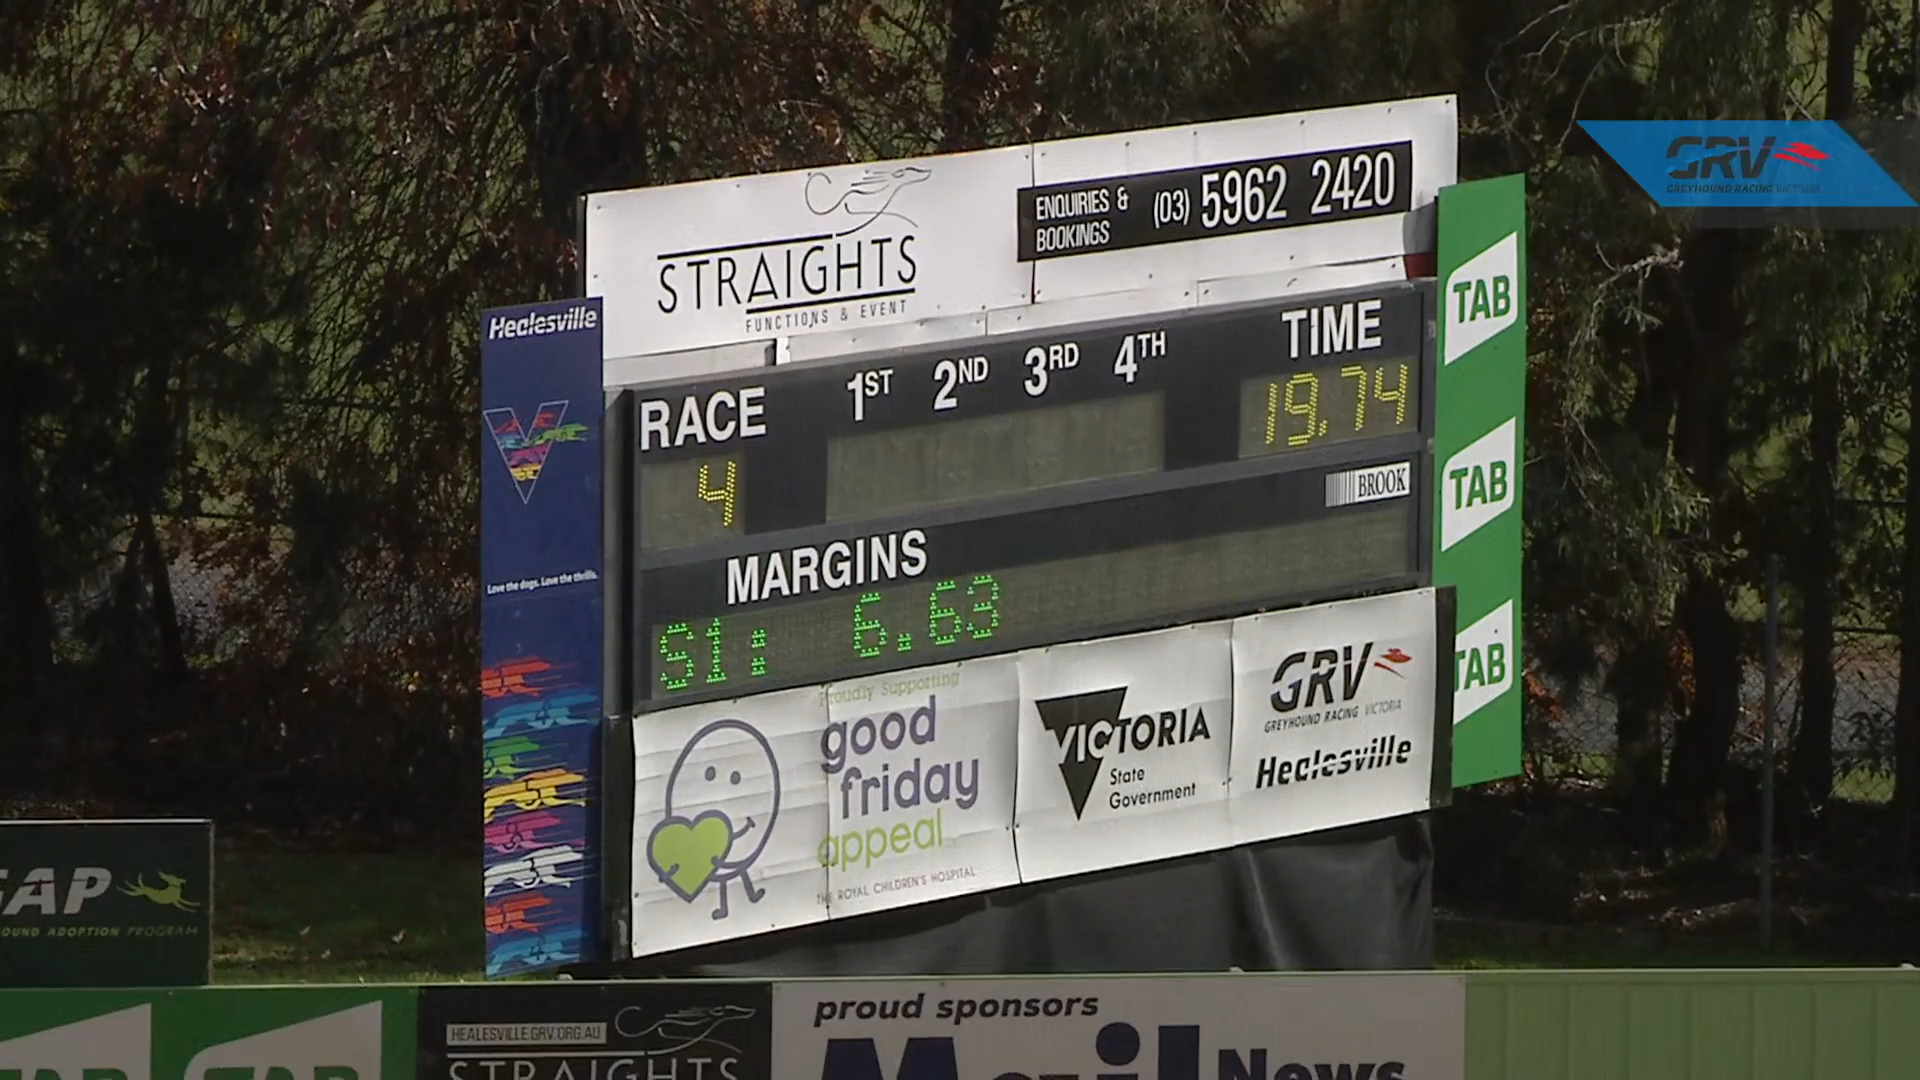 GRV
GREYHOUND RACING VICTORIA
STRAIGHTS
FUNCTIONS & EVENT
ENQUIRIES &
BOOKINGS
(03) 5962 2420
Healesville
Love the dogs. Love the thrills.
TAB
TAB
TAB
RACE 1ST 2ND 3RD 4TH TIME
4 19.74
BROOK
MARGINS
S1: 6.63
Proudly Supporting
good
friday
appeal
THE ROYAL CHILDREN'S HOSPITAL
VICTORIA
State
Government
GRV
GREYHOUND RACING VICTORIA
Healesville
GAP
OUND ADOPTION PROGRAM
HEALESVILLE.GRV.ORG.AU
STRAIGHTS
proud sponsors
Mail News